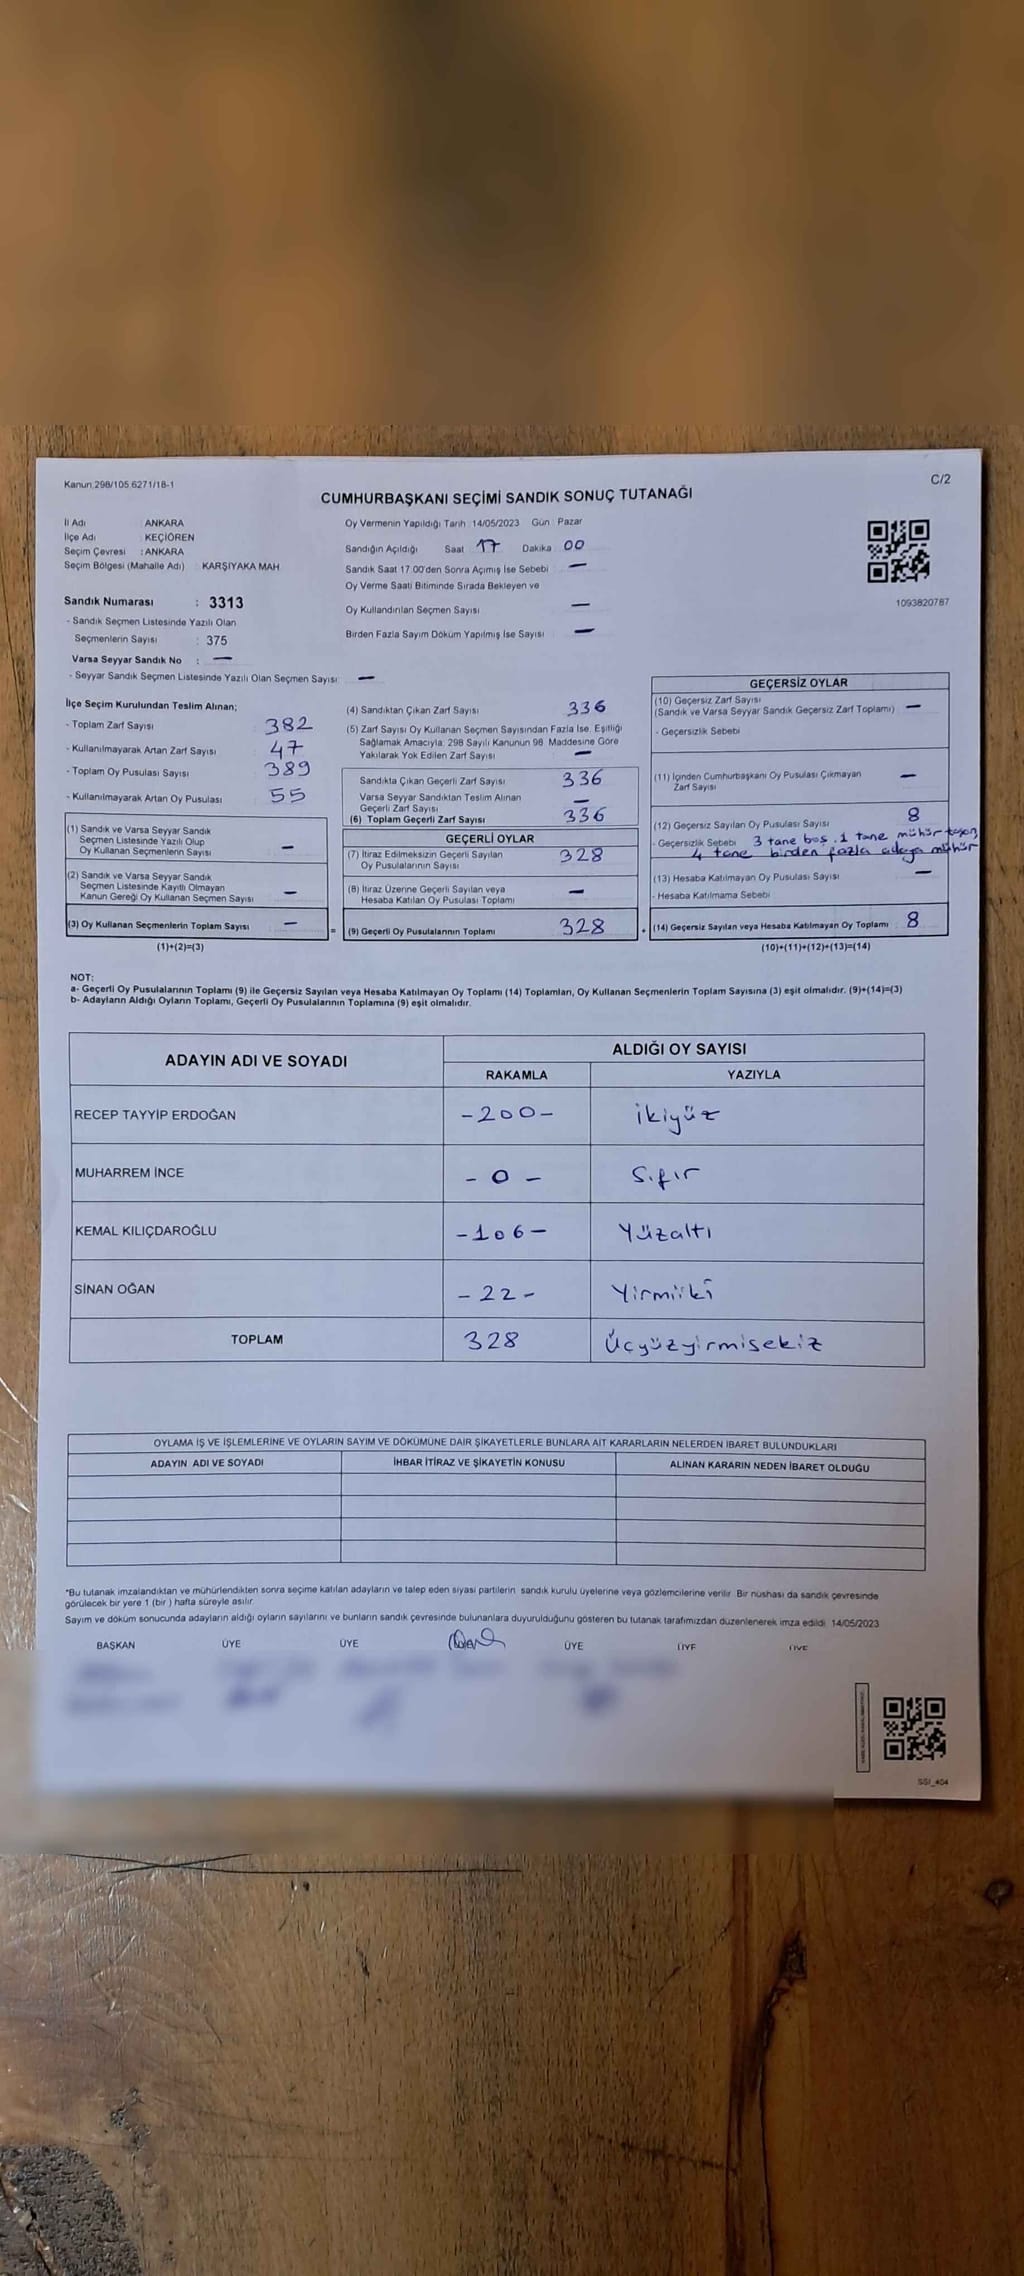 Kanun.298/105.6271/18-1
C/2
CUMHURBAŞKANI SEÇİMİ SANDIK SONUÇ TUTANAĞI
İl Adı : ANKARA
İlçe Adı : KEÇİÖREN
Seçim Çevresi : ANKARA
Seçim Bölgesi (Mahalle Adı) : KARŞIYAKA MAH
Sandık Numarası : 3313
- Sandık Seçmen Listesinde Yazılı Olan
Seçmenlerin Sayısı : 375
Varsa Seyyar Sandık No : —
- Seyyar Sandık Seçmen Listesinde Yazılı Olan Seçmen Sayısı: —
Oy Vermenin Yapıldığı Tarih : 14/05/2023 Gün : Pazar
Sandığın Açıldığı Saat 17 Dakika 00
Sandık Saat 17.00'den Sonra Açımış İse Sebebi —
Oy Verme Saati Bitiminde Sırada Bekleyen ve
Oy Kullandırılan Seçmen Sayısı —
Birden Fazla Sayım Döküm Yapılmış İse Sayısı —
1093820787
İlçe Seçim Kurulundan Teslim Alınan;
- Toplam Zarf Sayısı 382
- Kullanılmayarak Artan Zarf Sayısı 47
- Toplam Oy Pusulası Sayısı 389
- Kullanılmayarak Artan Oy Pusulası 55
(1) Sandık ve Varsa Seyyar Sandık
Seçmen Listesinde Yazılı Olup
Oy Kullanan Seçmenlerin Sayısı —
(2) Sandık ve Varsa Seyyar Sandık
Seçmen Listesinde Kayıtlı Olmayan
Kanun Gereği Oy Kullanan Seçmen Sayısı —
(3) Oy Kullanan Seçmenlerin Toplam Sayısı —
(1)+(2)=(3)
(4) Sandıktan Çıkan Zarf Sayısı 336
(5) Zarf Sayısı Oy Kullanan Seçmen Sayısından Fazla İse, Eşitliği
Sağlamak Amacıyla; 298 Sayılı Kanunun 98. Maddesine Göre
Yakılarak Yok Edilen Zarf Sayısı —
Sandıkta Çıkan Geçerli Zarf Sayısı 336
Varsa Seyyar Sandıktan Teslim Alınan
Geçerli Zarf Sayısı —
(6) Toplam Geçerli Zarf Sayısı 336
GEÇERLİ OYLAR
(7) İtiraz Edilmeksizin Geçerli Sayılan
Oy Pusulalarının Sayısı 328
(8) İtiraz Üzerine Geçerli Sayılan veya
Hesaba Katılan Oy Pusulası Toplamı —
= (9) Geçerli Oy Pusulalarının Toplamı 328
GEÇERSİZ OYLAR
(10) Geçersiz Zarf Sayısı
(Sandık ve Varsa Seyyar Sandık Geçersiz Zarf Toplamı) —
- Geçersizlik Sebebi
(11) İçinden Cumhurbaşkanı Oy Pusulası Çıkmayan
Zarf Sayısı —
(12) Geçersiz Sayılan Oy Pusulası Sayısı 8
- Geçersizlik Sebebi 3 tane boş. 1 tane mühür taşan,
4 tane birden fazla adaya mühür
(13) Hesaba Katılmayan Oy Pusulası Sayısı —
- Hesaba Katılmama Sebebi
+ (14) Geçersiz Sayılan veya Hesaba Katılmayan Oy Toplamı 8
(10)+(11)+(12)+(13)=(14)
NOT:
a- Geçerli Oy Pusulalarının Toplamı (9) ile Geçersiz Sayılan veya Hesaba Katılmayan Oy Toplamı (14) Toplamları, Oy Kullanan Seçmenlerin Toplam Sayısına (3) eşit olmalıdır. (9)+(14)=(3)
b- Adayların Aldığı Oyların Toplamı, Geçerli Oy Pusulalarının Toplamına (9) eşit olmalıdır.
ADAYIN ADI VE SOYADI
ALDIĞI OY SAYISI
RAKAMLA YAZIYLA
RECEP TAYYİP ERDOĞAN -200- ikiyüz
MUHARREM İNCE - 0 - Sıfır
KEMAL KILIÇDAROĞLU -106- Yüzaltı
SİNAN OĞAN - 22 - Yirmiiki
TOPLAM 328 Üçyüzyirmisekiz
OYLAMA İŞ VE İŞLEMLERİNE VE OYLARIN SAYIM VE DÖKÜMÜNE DAİR ŞİKAYETLERLE BUNLARA AİT KARARLARIN NELERDEN İBARET BULUNDUKLARI
ADAYIN ADI VE SOYADI İHBAR İTİRAZ VE ŞİKAYETİN KONUSU ALINAN KARARIN NEDEN İBARET OLDUĞU
*Bu tutanak imzalandıktan ve mühürlendikten sonra seçime katılan adayların ve talep eden siyasi partilerin sandık kurulu üyelerine veya gözlemcilerine verilir. Bir nüshası da sandık çevresinde
görülecek bir yere 1 (bir ) hafta süreyle asılır.
Sayım ve döküm sonucunda adayların aldığı oyların sayılarını ve bunların sandık çevresinde bulunanlara duyurulduğunu gösteren bu tutanak tarafımızdan düzenlenerek imza edildi. 14/05/2023
BAŞKAN ÜYE ÜYE ÜYE ÜYE ÜYE
SSI_404